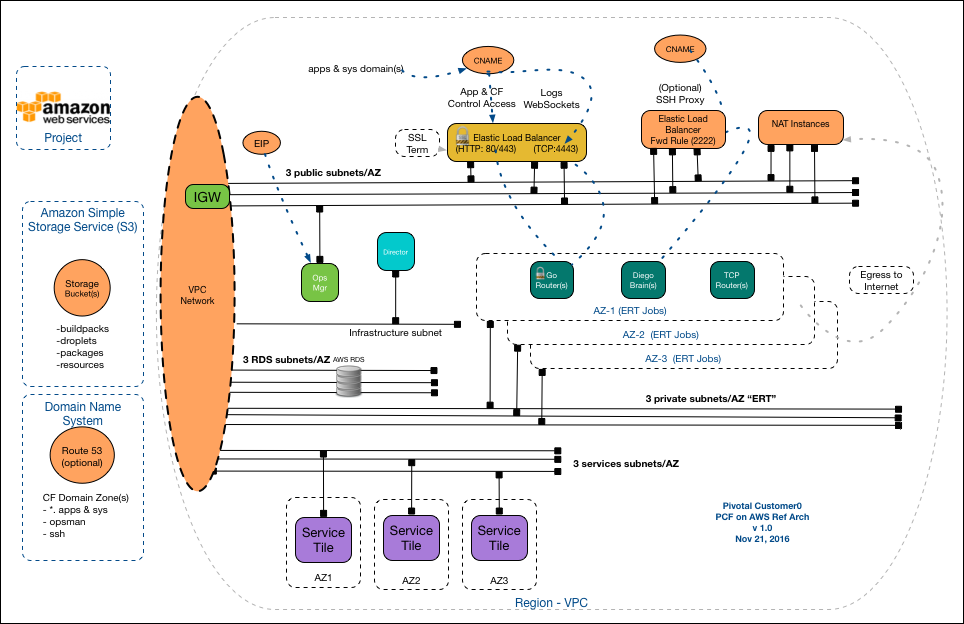 amazon
web services
Project
Amazon Simple
Storage Service (S3)
Storage
Bucket(s)
-buildpacks
-droplets
-packages
-resources
Domain Name
System
Route 53
(optional)
CF Domain Zone(s)
- *. apps & sys
- opsman
- ssh
VPC
Network
IGW
EIP
apps & sys domain(s)
CNAME
App & CF
Control Access
Logs
WebSockets
SSL
Term
Elastic Load Balancer
(HTTP: 80/443)
(TCP:4443)
CNAME
(Optional)
SSH Proxy
Elastic Load
Balancer
Fwd Rule (2222)
NAT Instances
3 public subnets/AZ
Ops
Mgr
Director
Infrastructure subnet
Go
Router(s)
Diego
Brain(s)
TCP
Router(s)
AZ-1 (ERT Jobs)
AZ-2 (ERT Jobs)
AZ-3 (ERT Jobs)
Egress to
Internet
3 RDS subnets/AZ
AWS RDS
3 private subnets/AZ “ERT”
3 services subnets/AZ
Service
Tile
AZ1
Service
Tile
AZ2
Service
Tile
AZ3
Pivotal Customer0
PCF on AWS Ref Arch
v 1.0
Nov 21, 2016
Region - VPC